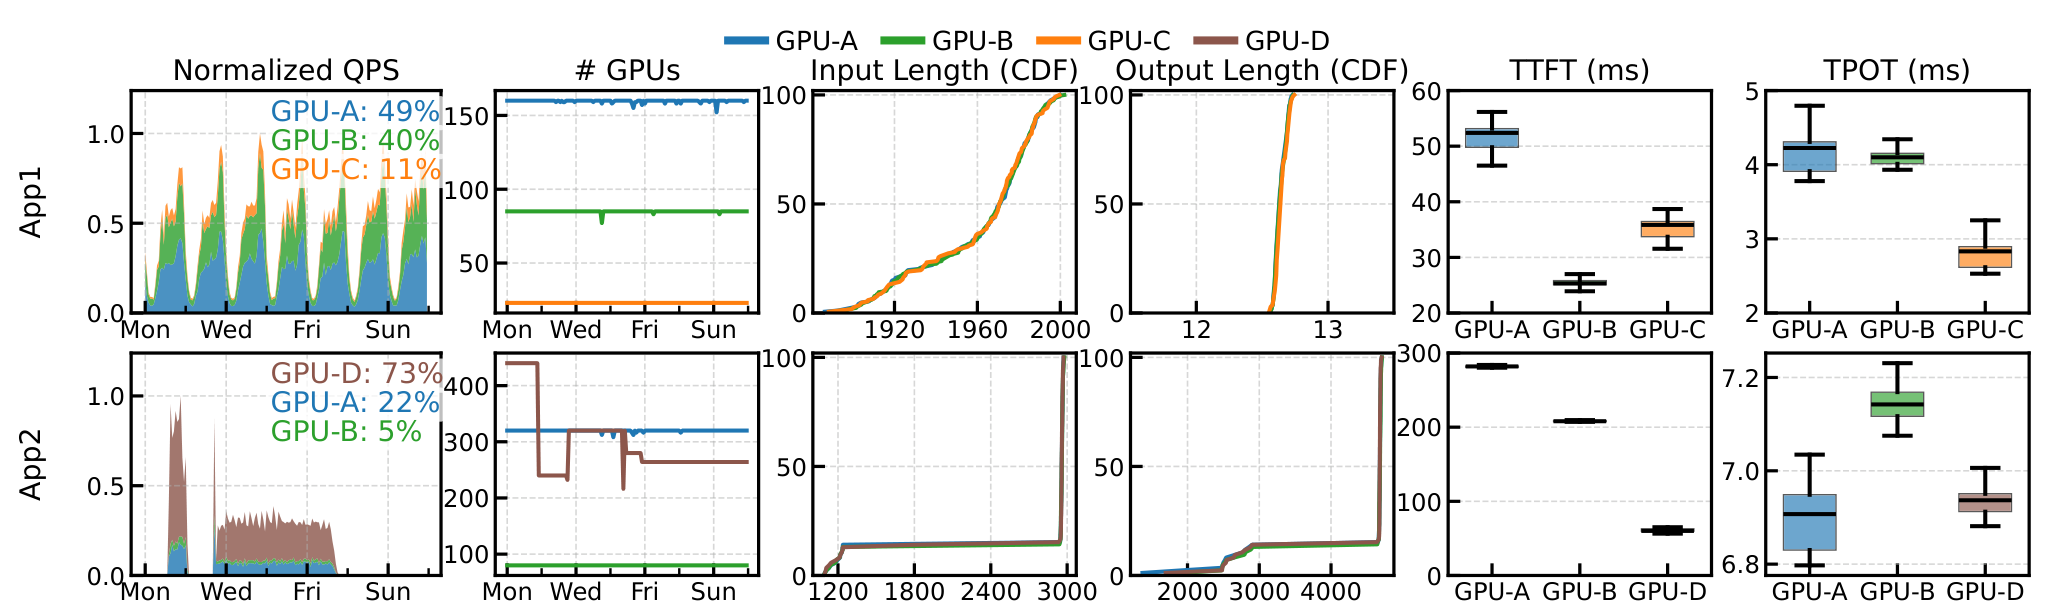 GPU-A GPU-B GPU-C GPU-D
Normalized QPS # GPUs Input Length (CDF) Output Length (CDF) TTFT (ms) TPOT (ms)
App1
1.0
0.5
0.0
GPU-A: 49%
GPU-B: 40%
GPU-C: 11%
Mon Wed Fri Sun
150
100
50
Mon Wed Fri Sun
100
50
0
1920 1960 2000
100
50
0
12 13
60
50
40
30
20
GPU-A GPU-B GPU-C
5
4
3
2
GPU-A GPU-B GPU-C
App2
1.0
0.5
0.0
GPU-D: 73%
GPU-A: 22%
GPU-B: 5%
Mon Wed Fri Sun
400
300
200
100
Mon Wed Fri Sun
100
50
0
1200 1800 2400 3000
100
50
0
2000 3000 4000
300
200
100
0
GPU-A GPU-B GPU-D
7.2
7.0
6.8
GPU-A GPU-B GPU-D